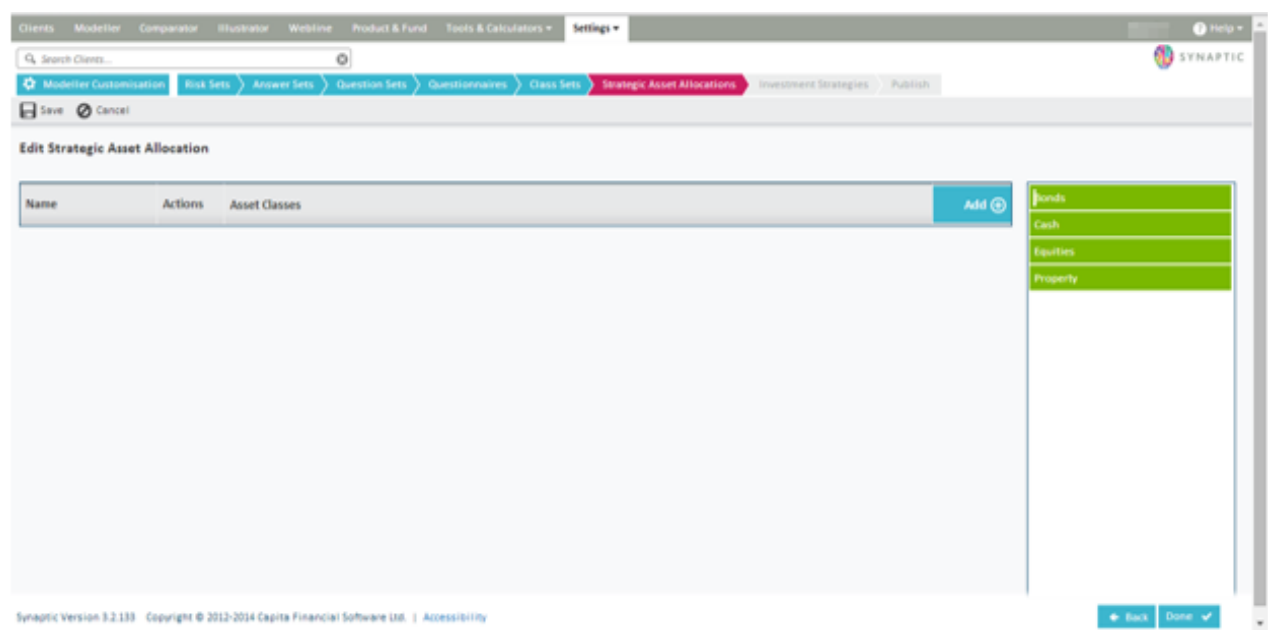 Clients Modeller Comparator Illustrator Webline Product & Fund Tools & Calculators Settings Help
Search Clients...
SYNAPTIC
Modeller Customisation Risk Sets Answer Sets Question Sets Questionnaires Class Sets Strategic Asset Allocations Investment Strategies Publish
Save Cancel
Edit Strategic Asset Allocation
Name Actions Asset Classes Add
Bonds
Cash
Equities
Property
Synaptic Version 3.2.133 Copyright © 2012-2014 Capita Financial Software Ltd. | Accessibility
Back Done